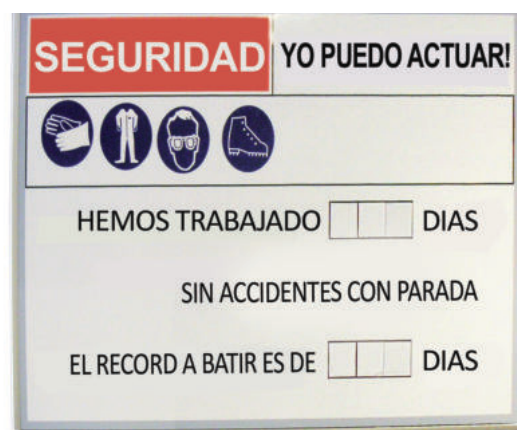 SEGURIDAD YO PUEDO ACTUAR!
HEMOS TRABAJADO DIAS
SIN ACCIDENTES CON PARADA
EL RECORD A BATIR ES DE DIAS